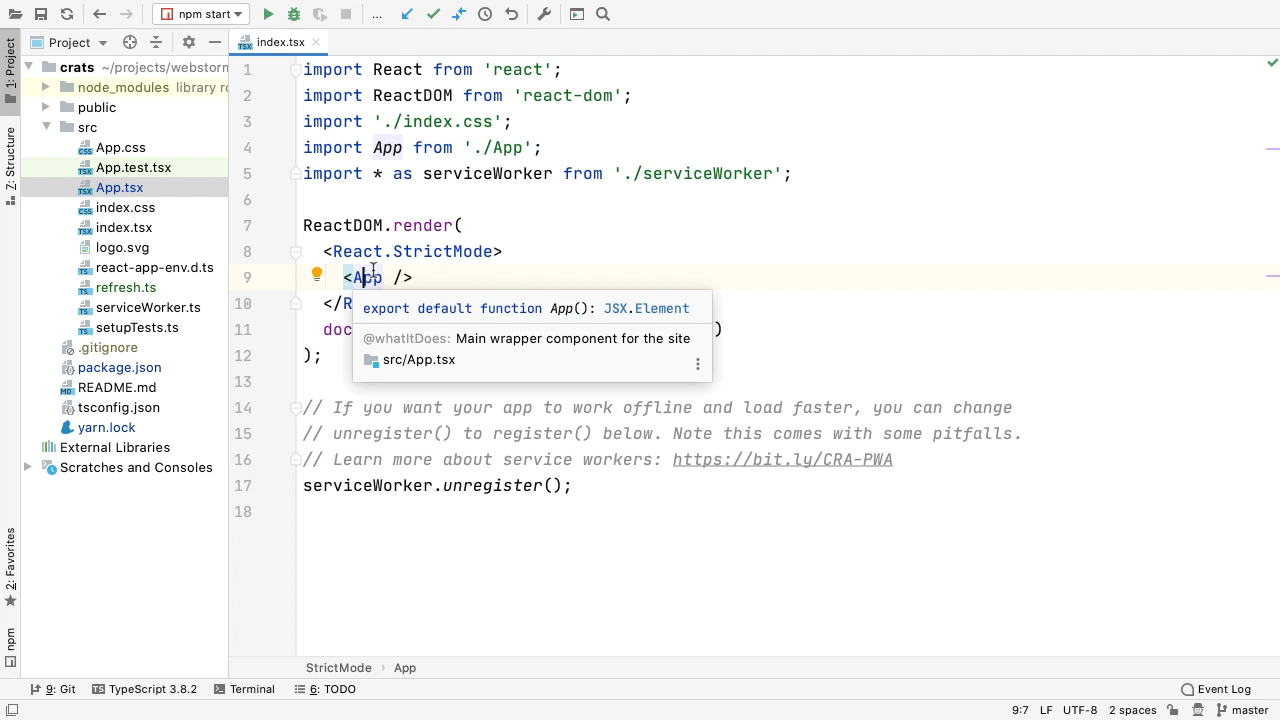 npm start
...
1: Project
Z: Structure
2: Favorites
npm
Project
crats ~/projects/webstorm
node_modules library ro
public
src
App.css
App.test.tsx
App.tsx
index.css
index.tsx
logo.svg
react-app-env.d.ts
refresh.ts
serviceWorker.ts
setupTests.ts
.gitignore
package.json
README.md
tsconfig.json
yarn.lock
External Libraries
Scratches and Consoles
index.tsx
1 import React from 'react';
2 import ReactDOM from 'react-dom';
3 import './index.css';
4 import App from './App';
5 import * as serviceWorker from './serviceWorker';
6
7 ReactDOM.render(
8 <React.StrictMode>
9 <App />
10 </R
11 doc )
12 );
13
14 // If you want your app to work offline and load faster, you can change
15 // unregister() to register() below. Note this comes with some pitfalls.
16 // Learn more about service workers: https://bit.ly/CRA-PWA
17 serviceWorker.unregister();
18
export default function App(): JSX.Element
@whatItDoes: Main wrapper component for the site
src/App.tsx
StrictMode › App
9: Git TypeScript 3.8.2 Terminal 6: TODO Event Log
9:7 LF UTF-8 2 spaces master